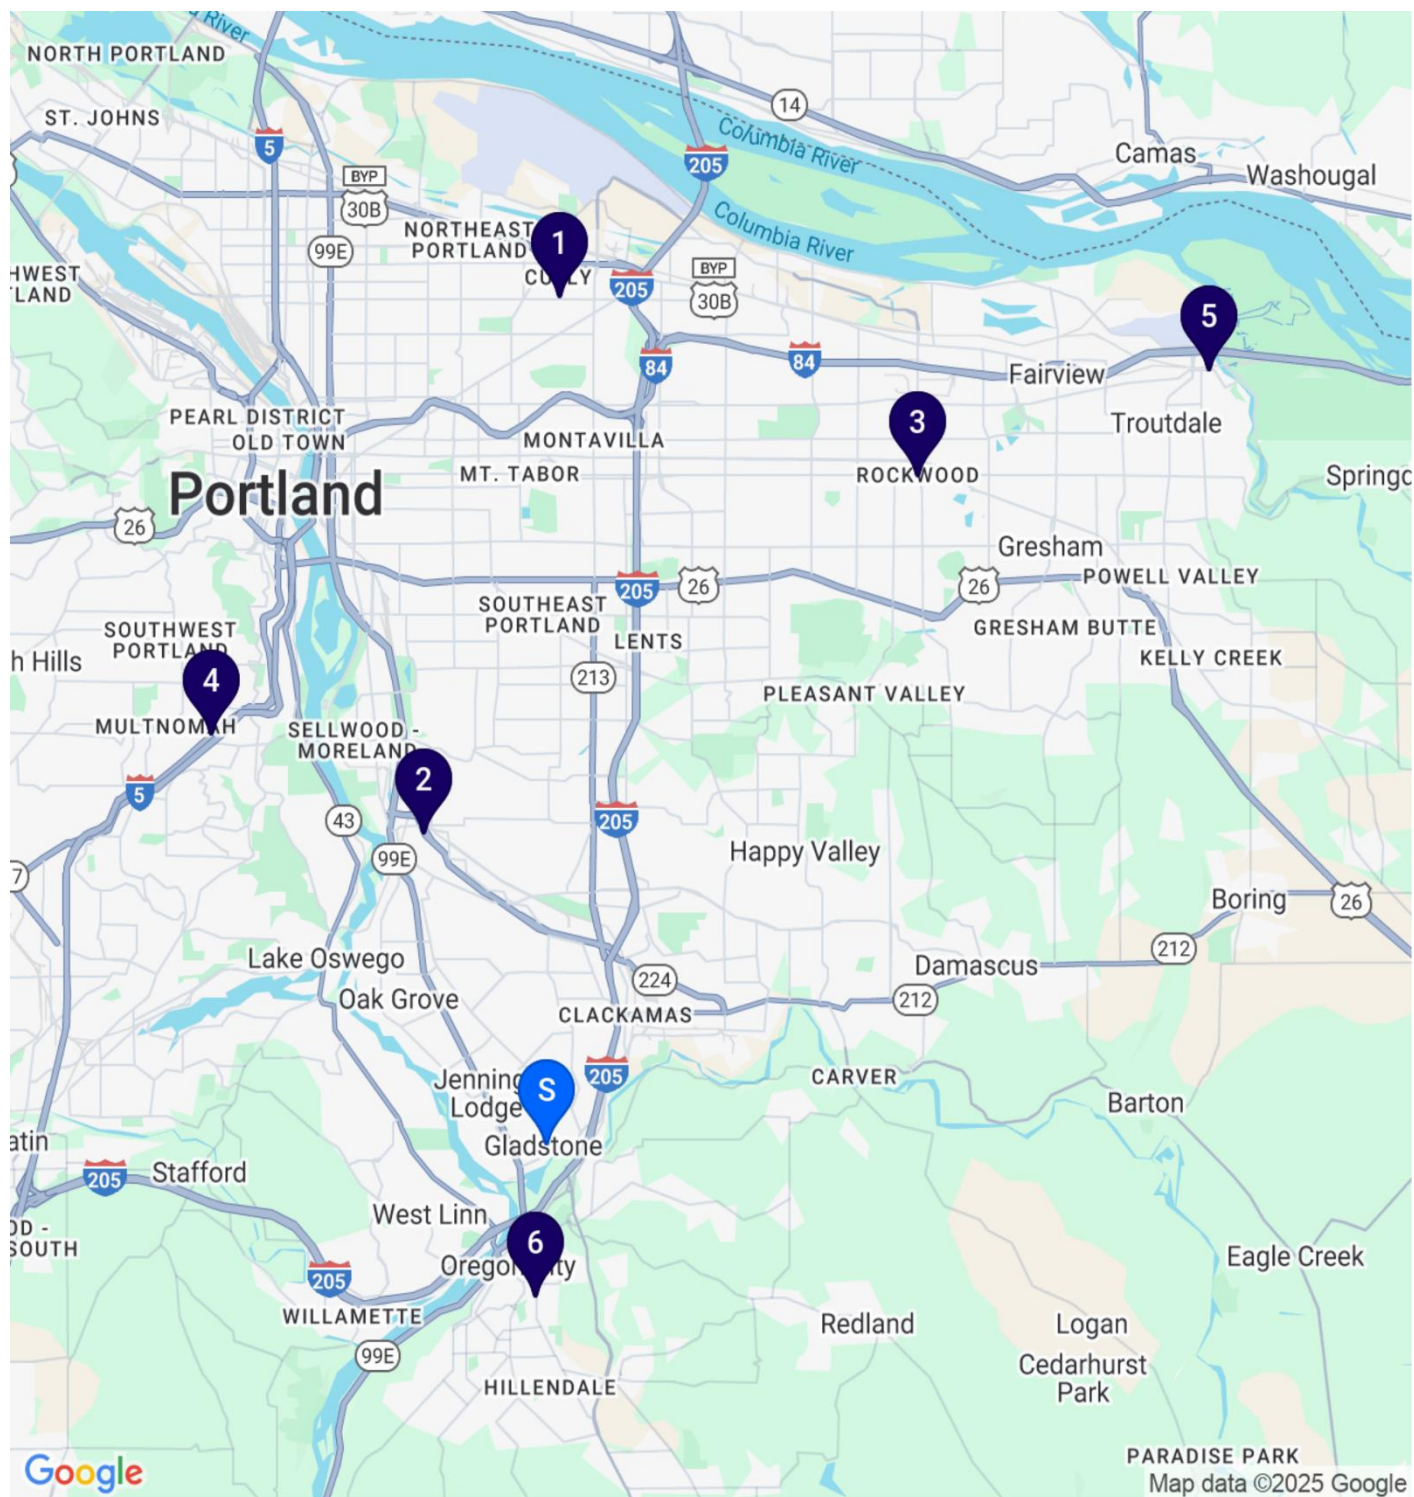 a River
NORTH PORTLAND
14
ST. JOHNS
5
Columbia River
205
Camas
Washougal
BYP
30B
Columbia River
NORTHEAST
PORTLAND
1
99E
BYP
30B
205
5
84
84
Fairview
PEARL DISTRICT
OLD TOWN
MONTAVILLA
3
Troutdale
MT. TABOR
ROCKWOOD
Portland
26
Gresham
205
26
26
POWELL VALLEY
SOUTHEAST
PORTLAND
SOUTHWEST
PORTLAND
LENTS
GRESHAM BUTTE
h Hills
KELLY CREEK
4
213
PLEASANT VALLEY
MULTNOMAH
SELLWOOD -
MORELAND
2
5
43
205
99E
Happy Valley
7
Boring
26
212
Lake Oswego
Damascus
224
Oak Grove
212
CLACKAMAS
205
CARVER
S
Lodge
Barton
Gladstone
atin
205
Stafford
West Linn
SOUTH
6
Eagle Creek
205
WILLAMETTE
Redland
Logan
99E
Cedarhurst
Park
HILLENDALE
PARADISE PARK
Google
Map data ©2025 Google